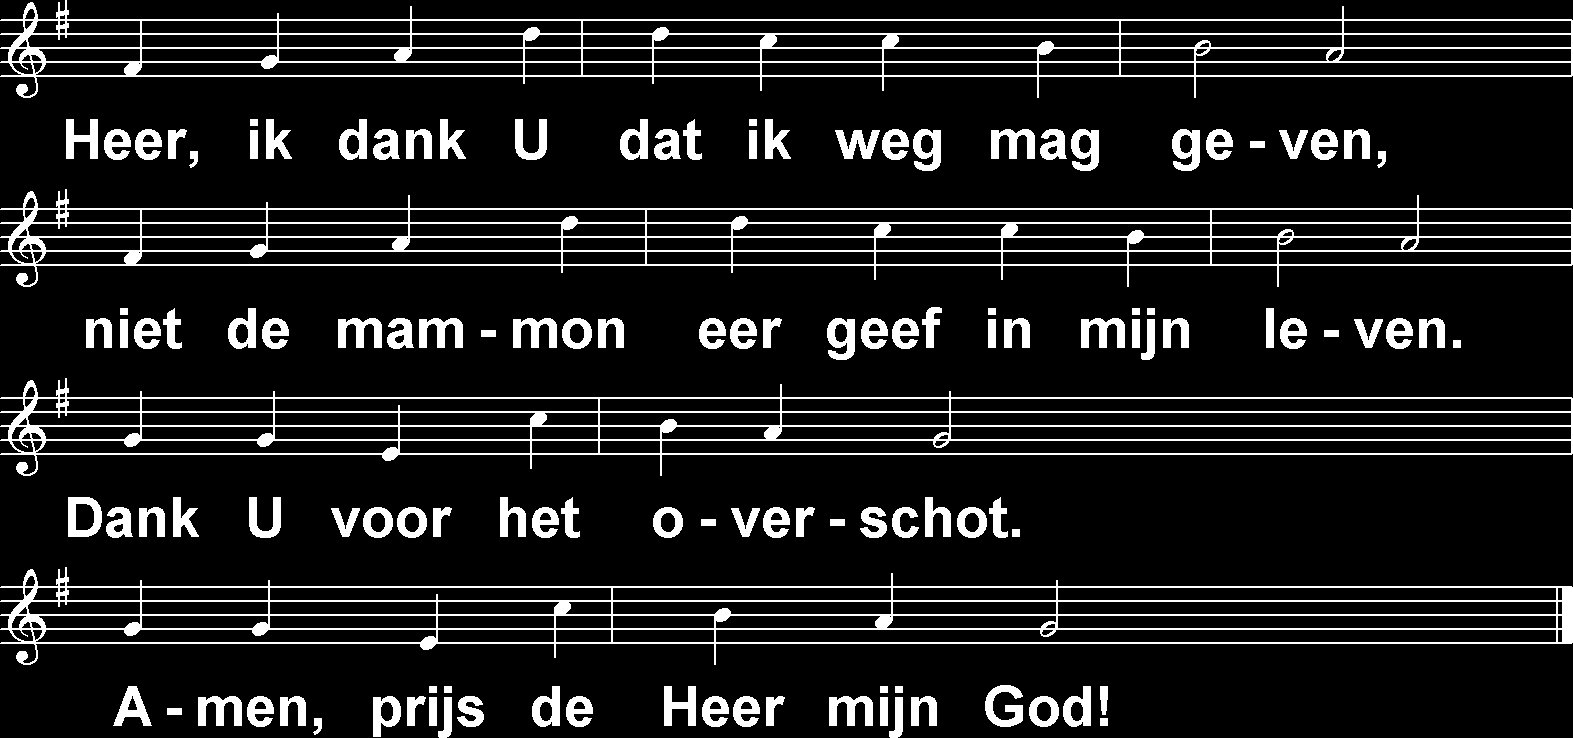 Heer, ik dank U dat ik weg mag ge - ven,
niet de mam - mon eer geef in mijn le - ven.
Dank U voor het o - ver - schot.
A - men, prijs de Heer mijn God!